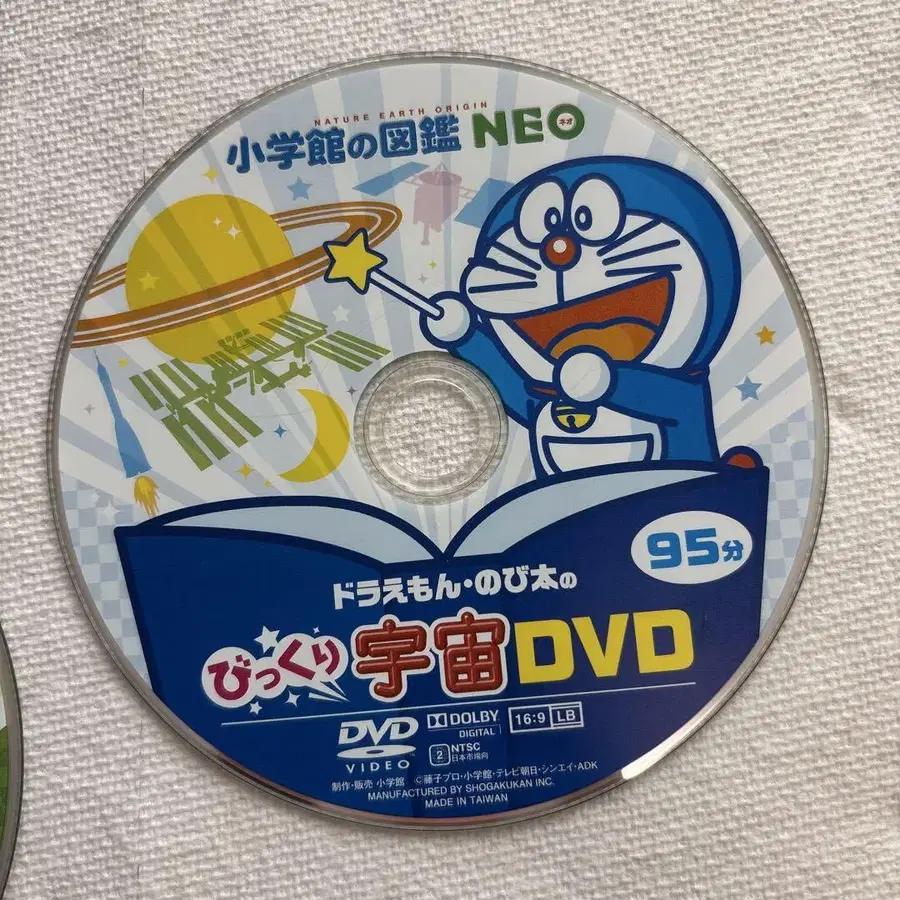 NATURE EARTH ORIGIN
小学館の図鑑 NEO
ネオ
95分
ドラえもん・のび太の
びっくり宇宙DVD
DVD
VIDEO
DOLBY
DIGITAL
16:9 LB
2
NTSC
日本市場向
制作・販売 小学館 ©藤子プロ・小学館・テレビ朝日・シンエイ・ADK
MANUFACTURED BY SHOGAKUKAN INC.
MADE IN TAIWAN